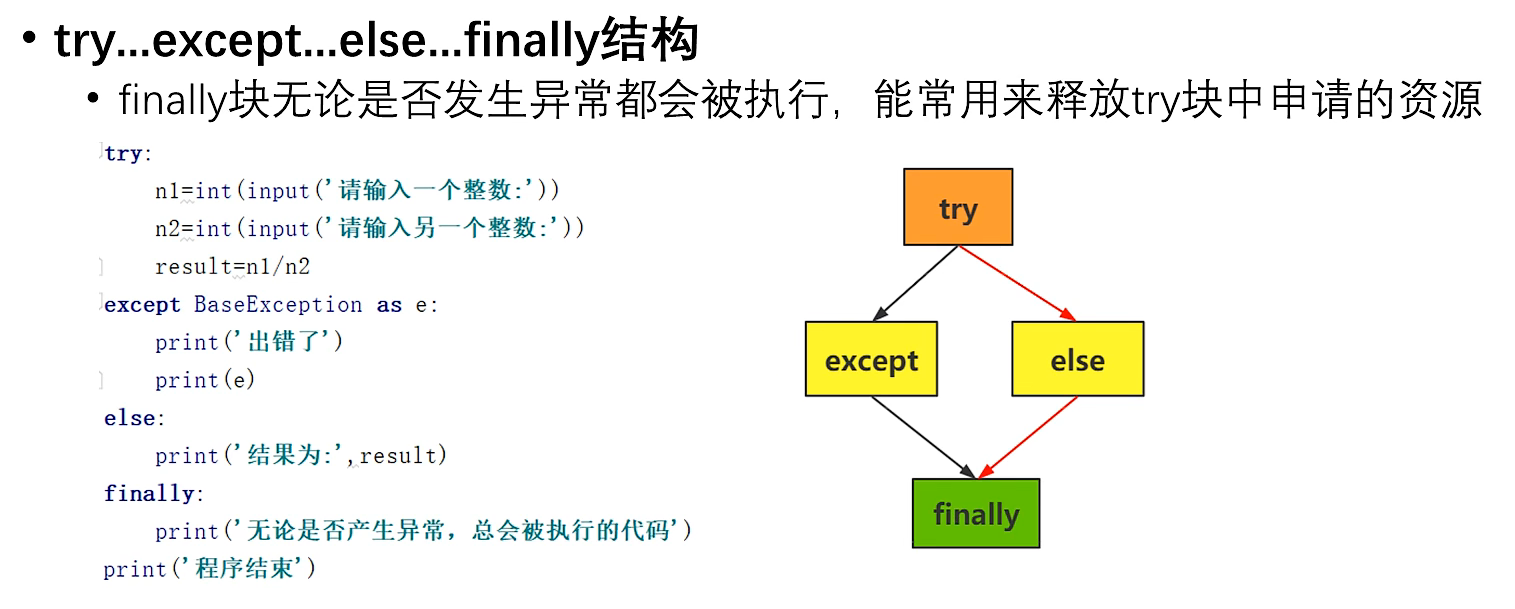 • try...except...else...finally结构
• finally块无论是否发生异常都会被执行，能常用来释放try块中申请的资源
try:
    n1=int(input('请输入一个整数:'))
    n2=int(input('请输入另一个整数:'))
    result=n1/n2
except BaseException as e:
    print('出错了')
    print(e)
else:
    print('结果为:',result)
finally:
    print('无论是否产生异常，总会被执行的代码')
print('程序结束')
try
except
else
finally